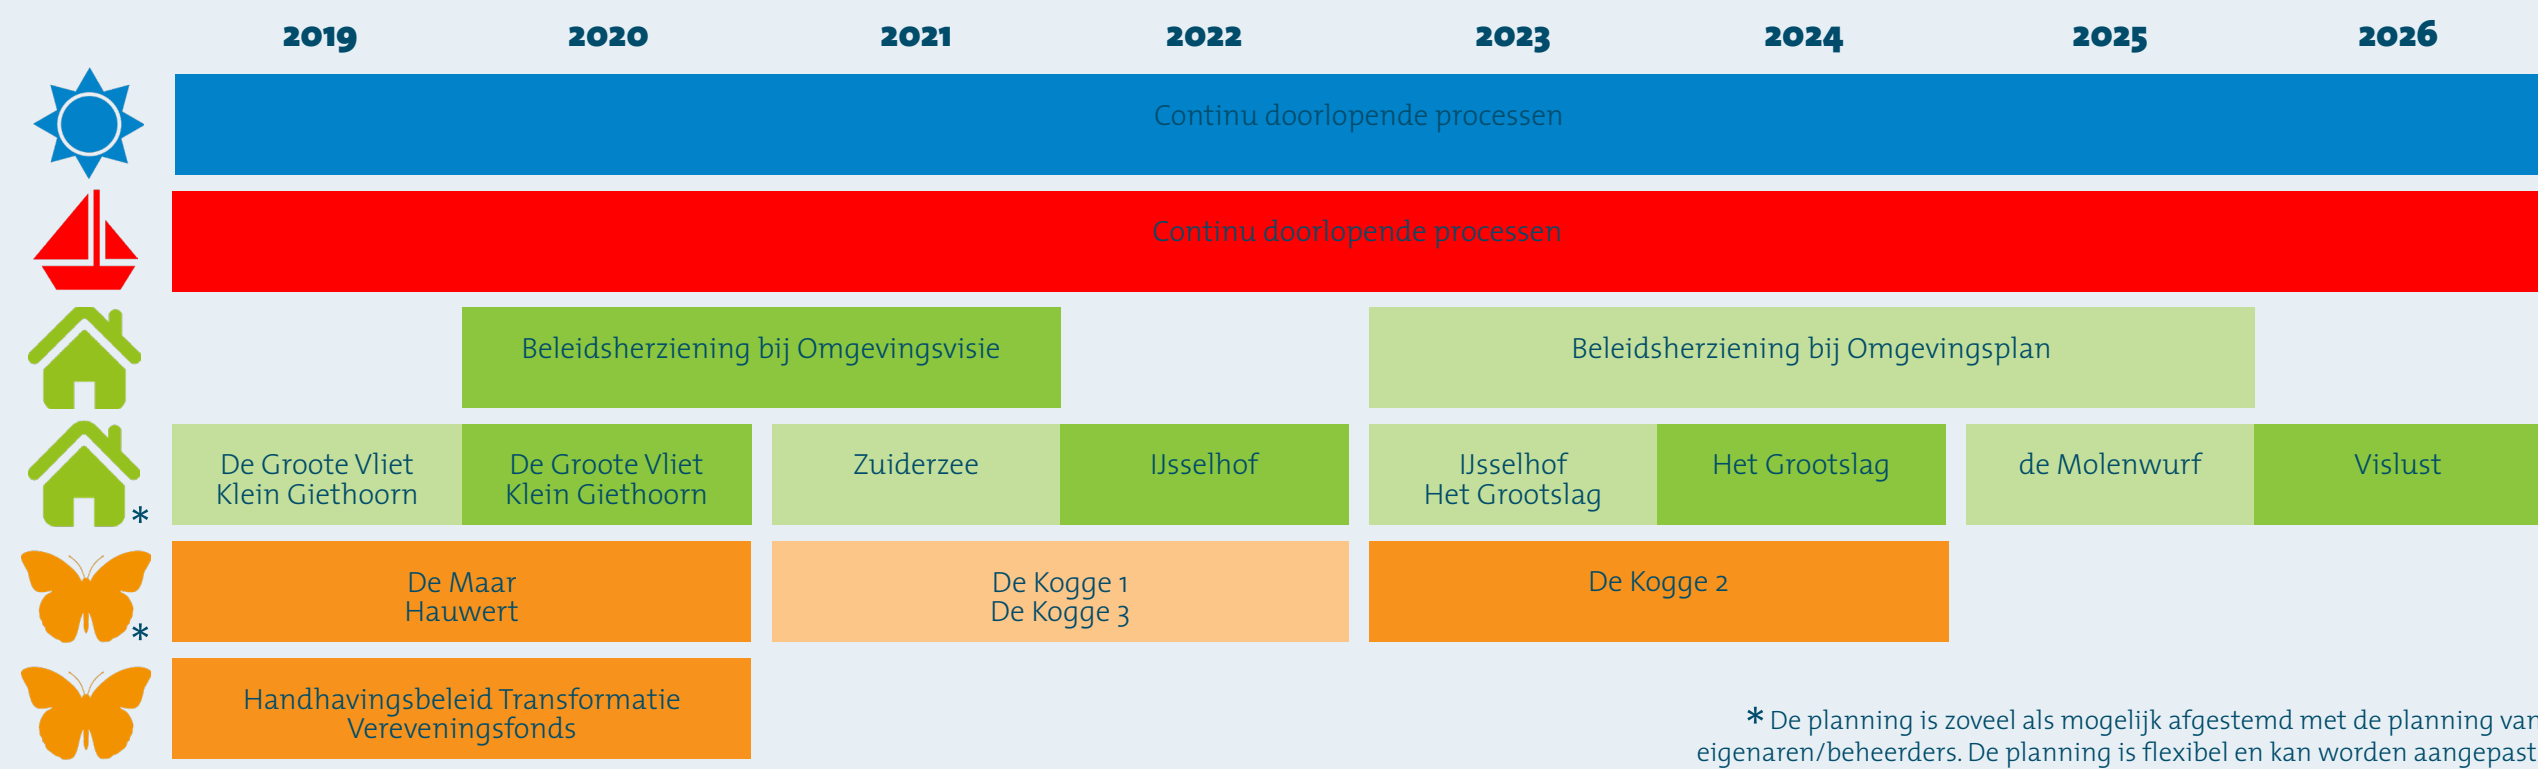 2019 2020 2021 2022 2023 2024 2025 2026
Continu doorlopende processen
Continu doorlopende processen
Beleidsherziening bij Omgevingsvisie
Beleidsherziening bij Omgevingsplan
De Groote Vliet
Klein Giethoorn
De Groote Vliet
Klein Giethoorn
Zuiderzee
IJsselhof
IJsselhof
Het Grootslag
Het Grootslag
de Molenwurf
Vislust
*
De Maar
Hauwert
De Kogge 1
De Kogge 3
De Kogge 2
*
Handhavingsbeleid Transformatie
Vereveningsfonds
* De planning is zoveel als mogelijk afgestemd met de planning van
eigenaren/beheerders. De planning is flexibel en kan worden aangepast